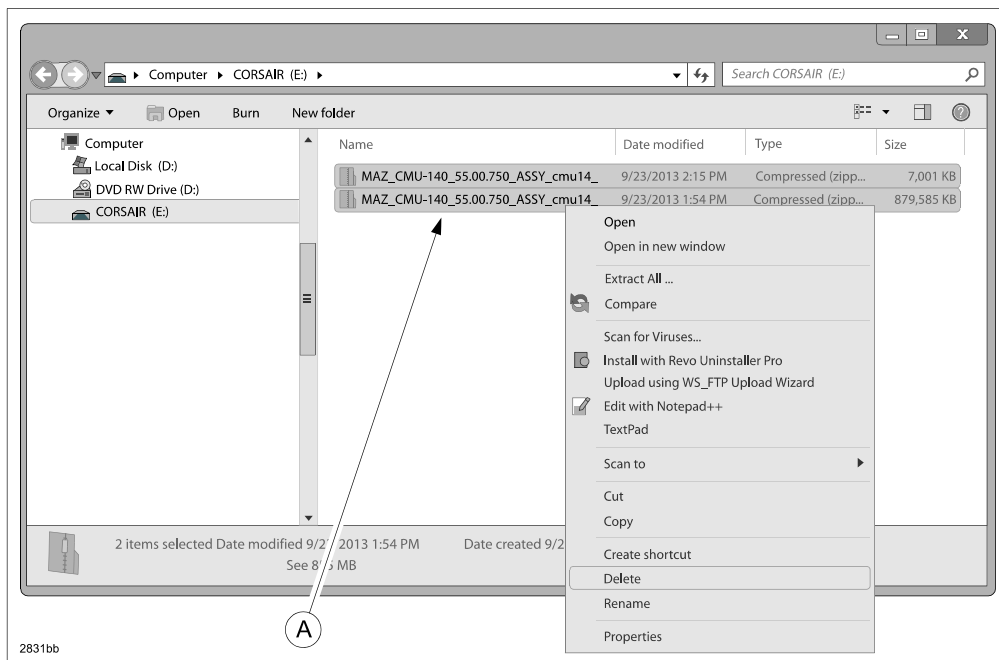 X
Computer CORSAIR (E:)
Search CORSAIR (E:)
Organize Open Burn New folder
Computer
Local Disk (D:)
DVD RW Drive (D:)
CORSAIR (E:)
Name Date modified Type Size
MAZ_CMU-140_55.00.750_ASSY_cmu14_ 9/23/2013 2:15 PM Compressed (zipp... 7,001 KB
MAZ_CMU-140_55.00.750_ASSY_cmu14_ 9/23/2013 1:54 PM Compressed (zipp... 879,585 KB
Open
Open in new window
Extract All ...
Compare
Scan for Viruses...
Install with Revo Uninstaller Pro
Upload using WS_FTP Upload Wizard
Edit with Notepad++
TextPad
Scan to
Cut
Copy
Create shortcut
Delete
Rename
Properties
2 items selected Date modified 2013 1:54 PM Date created
See MB
A
2831bb